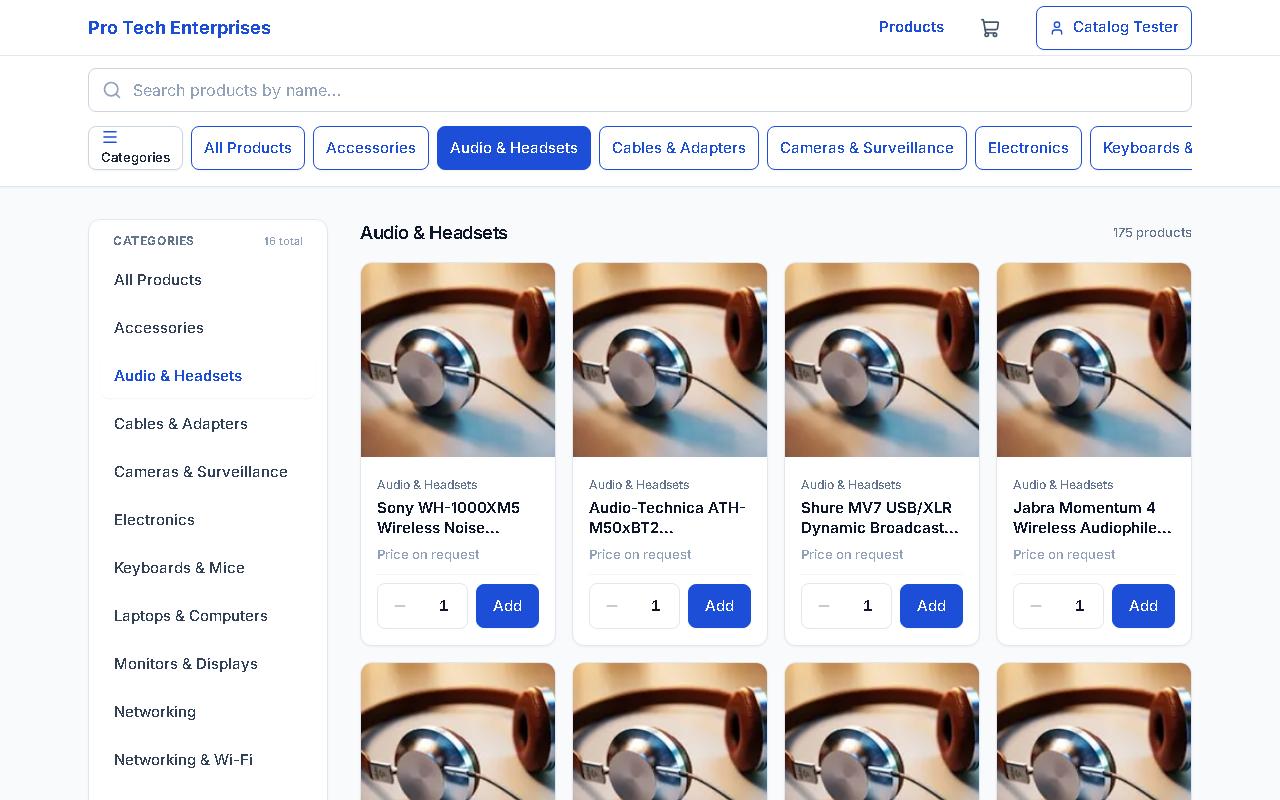 Pro Tech Enterprises
Products
Catalog Tester
Search products by name...
Categories
All Products
Accessories
Audio & Headsets
Cables & Adapters
Cameras & Surveillance
Electronics
Keyboards &
CATEGORIES
16 total
All Products
Accessories
Audio & Headsets
Cables & Adapters
Cameras & Surveillance
Electronics
Keyboards & Mice
Laptops & Computers
Monitors & Displays
Networking
Networking & Wi-Fi
Audio & Headsets
175 products
Audio & Headsets
Sony WH-1000XM5
Wireless Noise...
Price on request
1
Add
Audio & Headsets
Audio-Technica ATH-
M50xBT2...
Price on request
1
Add
Audio & Headsets
Shure MV7 USB/XLR
Dynamic Broadcast...
Price on request
1
Add
Audio & Headsets
Jabra Momentum 4
Wireless Audiophile...
Price on request
1
Add